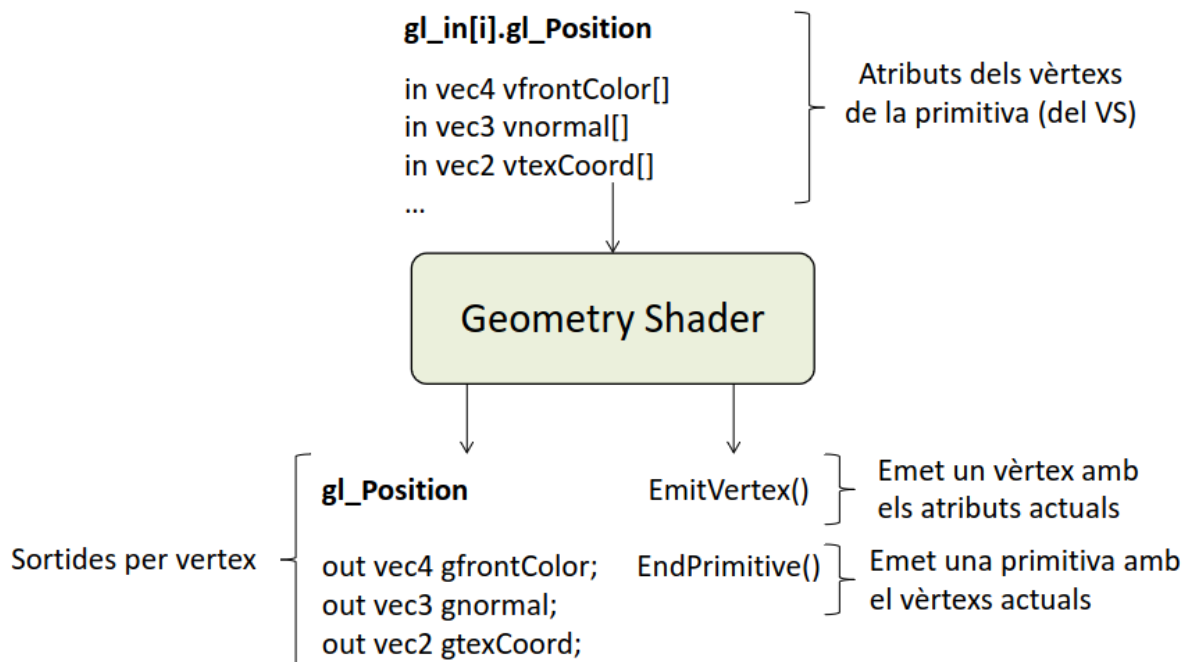 gl_in[i].gl_Position
in vec4 vfrontColor[]
in vec3 vnormal[]
in vec2 vtexCoord[]
...
Atributs dels vèrtexs
de la primitiva (del VS)
Geometry Shader
Sortides per vertex
gl_Position
out vec4 gfrontColor;
out vec3 gnormal;
out vec2 gtexCoord;
EmitVertex()
Emet un vèrtex amb
els atributs actuals
EndPrimitive()
Emet una primitiva amb
el vèrtexs actuals